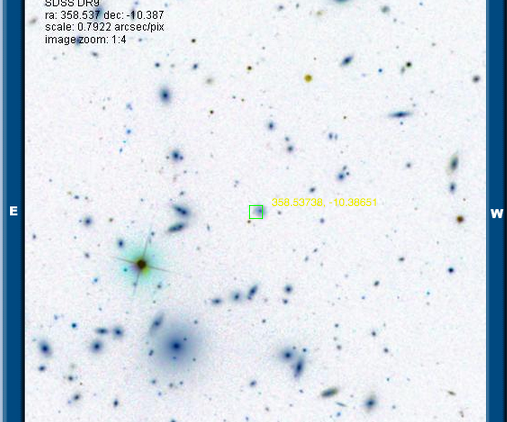 SDSS DR9
ra: 358.537 dec: -10.387
scale: 0.7922 arcsec/pix
image zoom: 1:4
358.53738, -10.38651
E
W